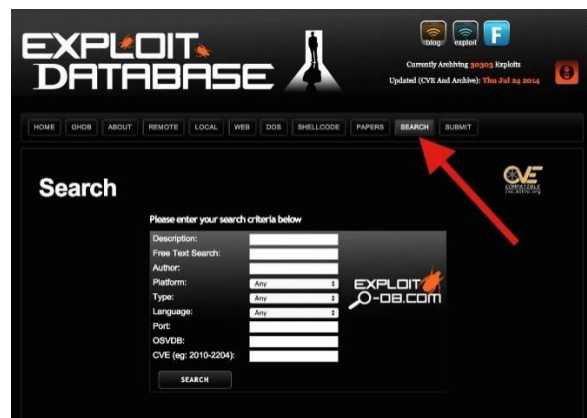 EXPLOIT
DATABASE
blog exploit F
Currently Archiving 30303 Exploits
Updated (CVE And Archive): Thu Jul 24 2014
HOME GHDB ABOUT REMOTE LOCAL WEB DOS SHELLCODE PAPERS SEARCH SUBMIT
Search
CVE
COMPATIBLE
cve.mitre.org
Please enter your search criteria below
Description:
Free Text Search:
Author:
Platform: Any
Type: Any
Language: Any
Port:
OSVDB:
CVE (eg: 2010-2204):
EXPLOIT
-DB.COM
SEARCH